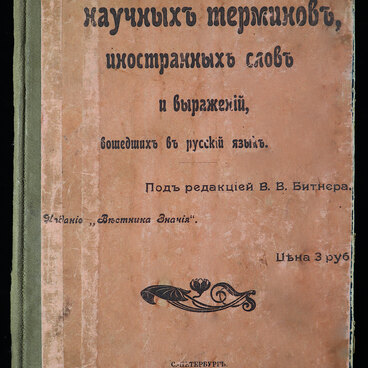 научныхъ терминовъ,
иностранныхъ словъ
и выраженій,
вошедшихъ въ русскій языкъ.
Подъ редакціей В. В. Битнера.
Изданіе „Вѣстника Знанія".
Цѣна 3 руб
С.-ПЕТЕРБУРГЪ.